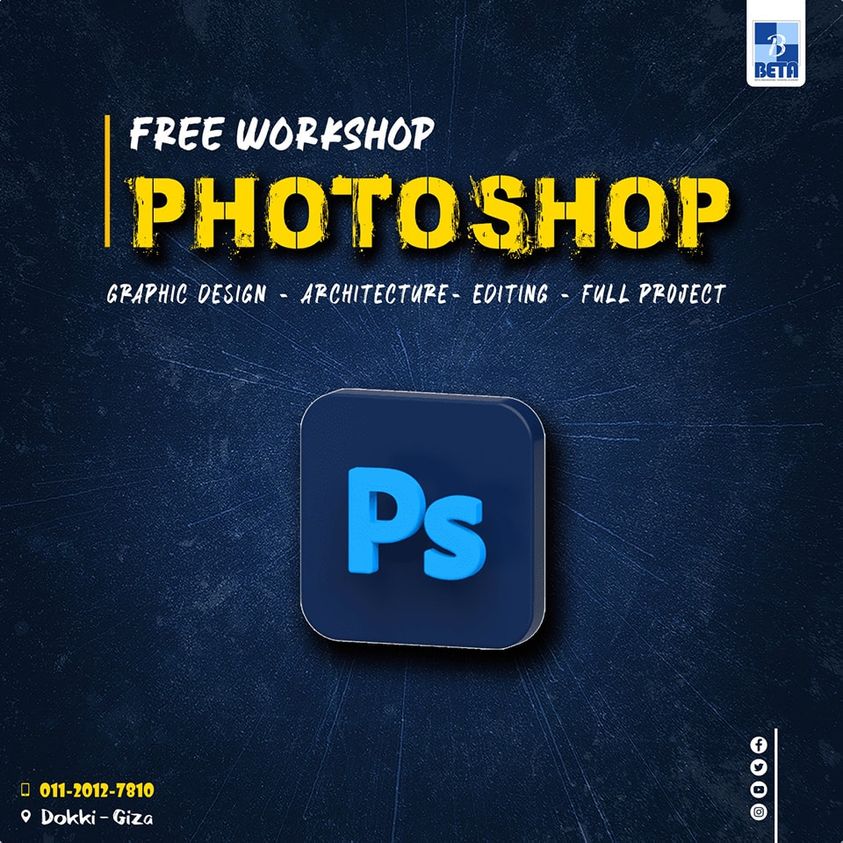 BETA
FREE WORKSHOP
PHOTOSHOP
GRAPHIC DESIGN - ARCHITECTURE- EDITING - FULL PROJECT
Ps
011-2012-7810
Dokki - Giza